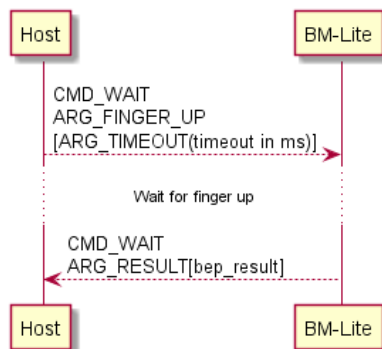 Host
BM-Lite
CMD_WAIT
ARG_FINGER_UP
[ARG_TIMEOUT(timeout in ms)]
Wait for finger up
CMD_WAIT
ARG_RESULT[bep_result]
Host
BM-Lite